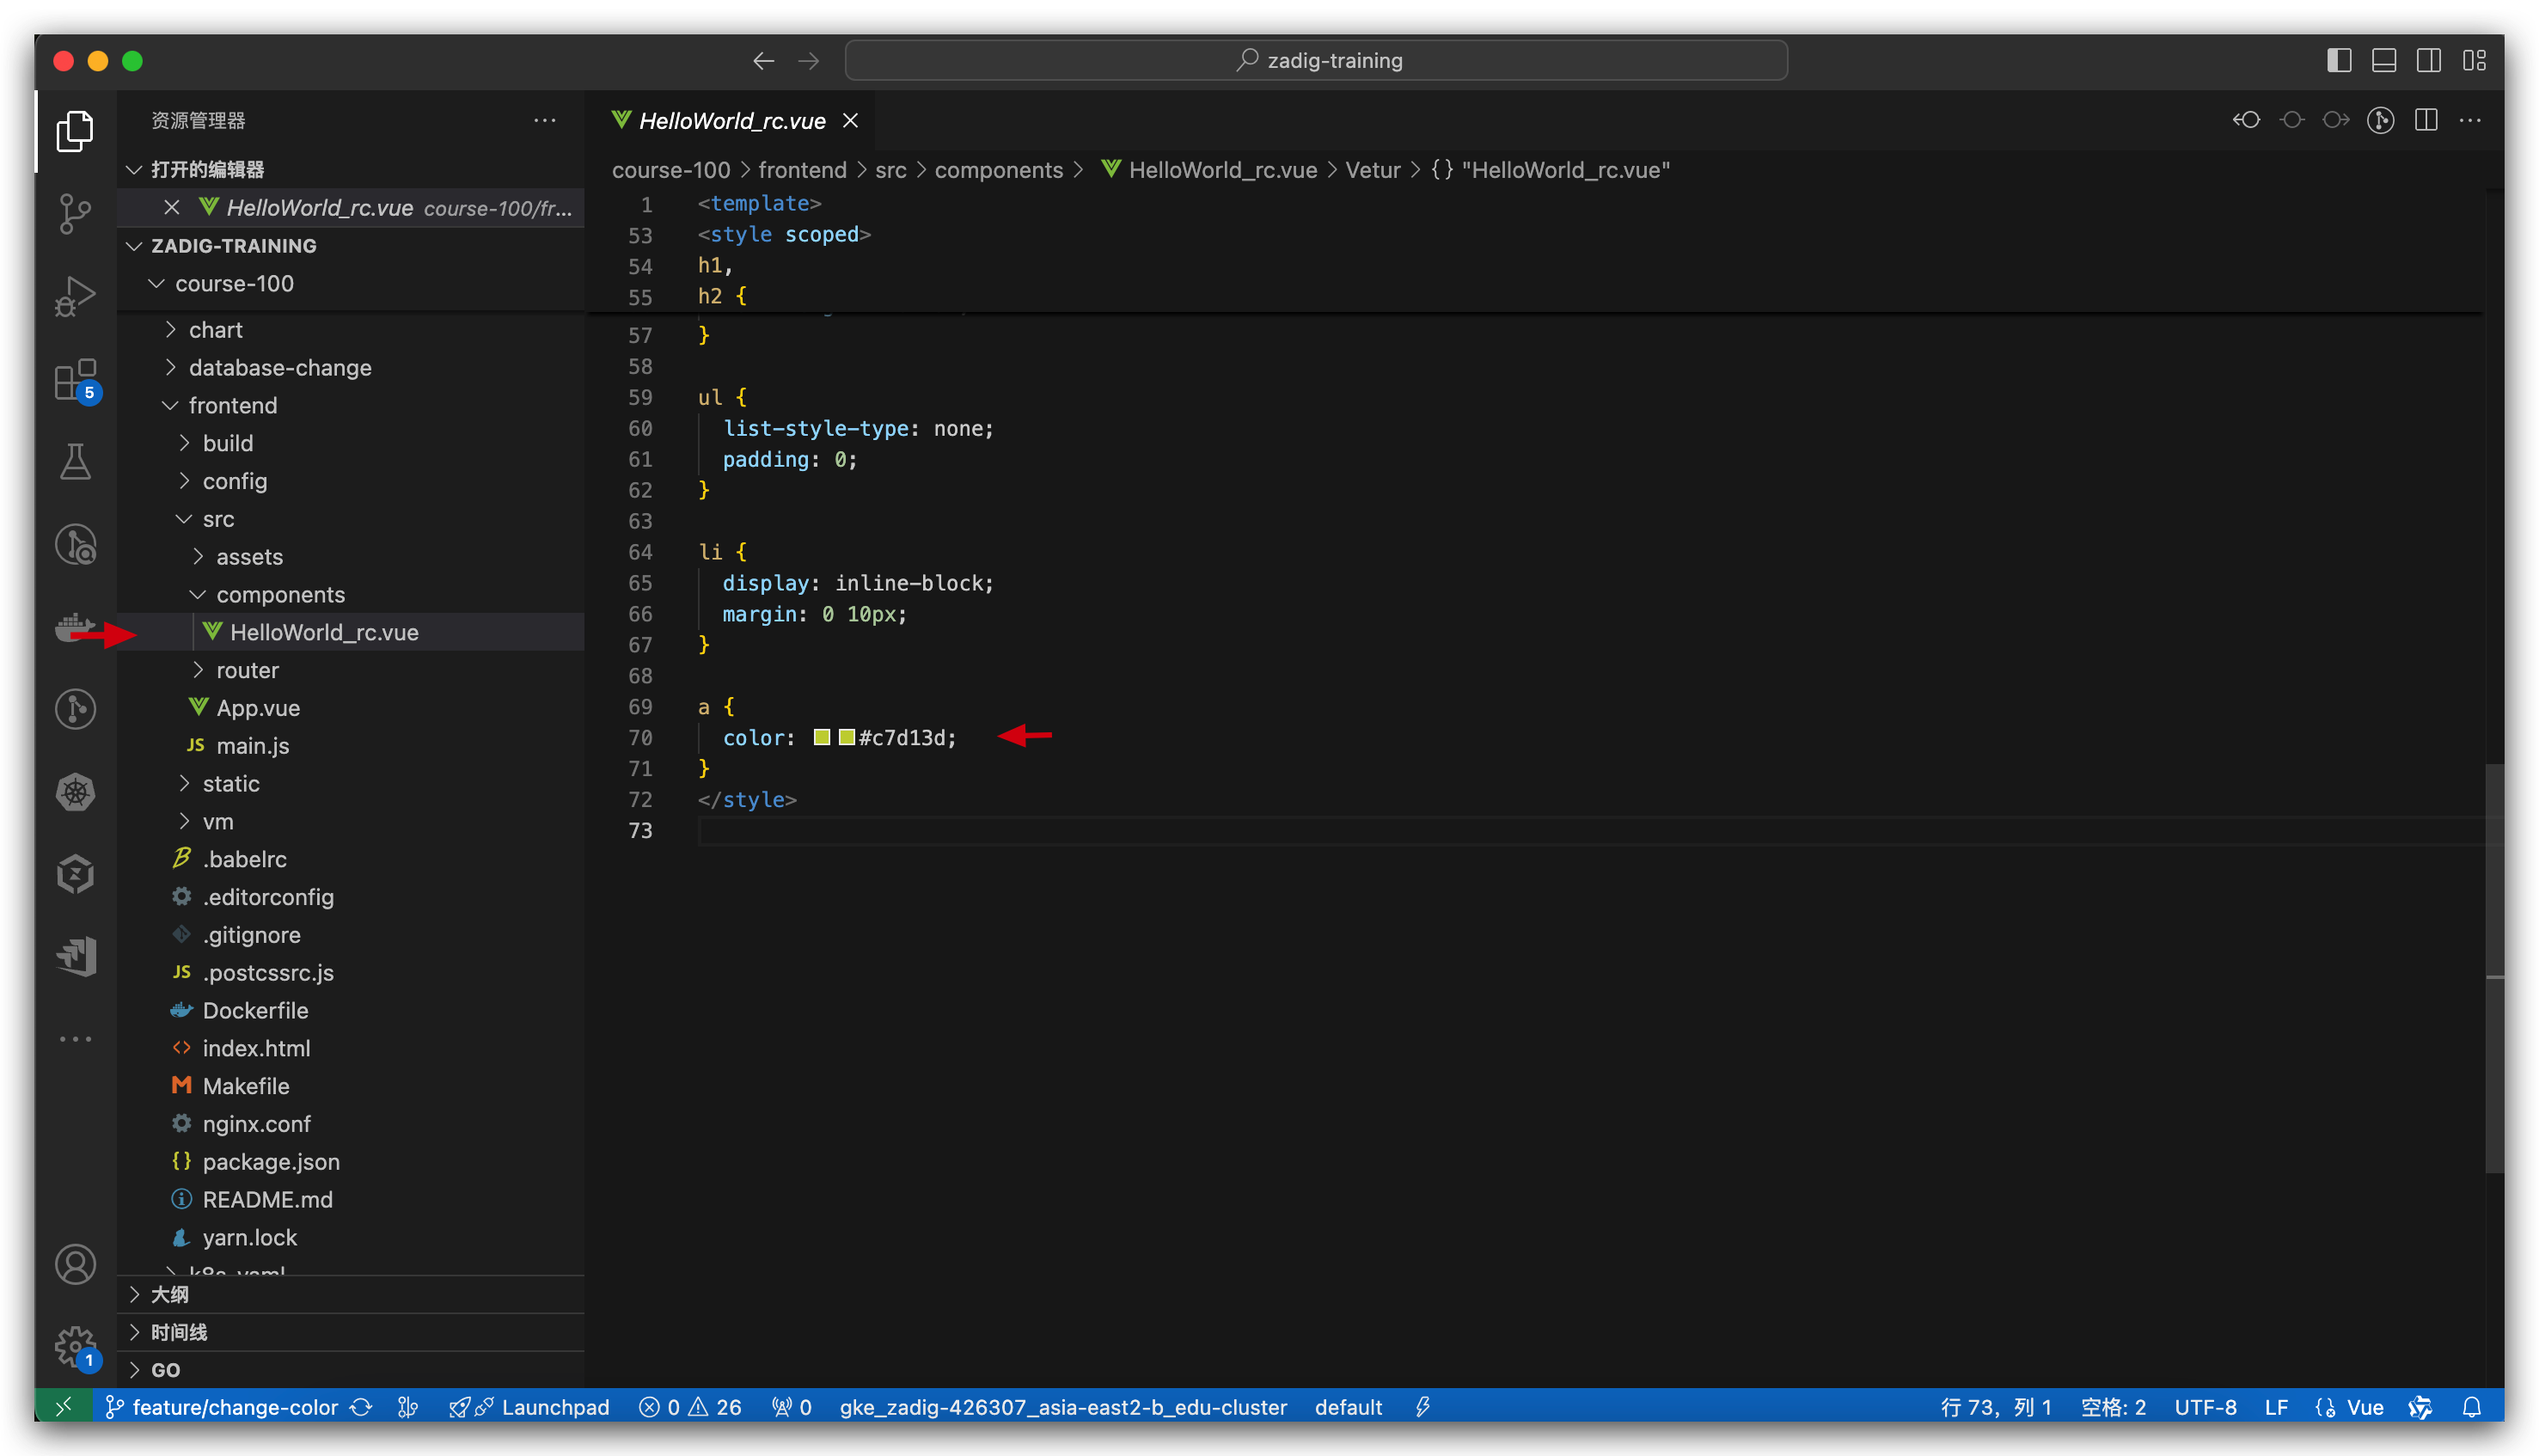 zadig-training
资源管理器
打开的编辑器
HelloWorld_rc.vue course-100/fr...
ZADIG-TRAINING
course-100
chart
database-change
frontend
build
config
src
assets
components
HelloWorld_rc.vue
router
App.vue
JS main.js
static
vm
.babelrc
.editorconfig
.gitignore
JS .postcssrc.js
Dockerfile
index.html
Makefile
nginx.conf
package.json
README.md
yarn.lock
大纲
时间线
GO
5
1
HelloWorld_rc.vue
course-100 > frontend > src > components > HelloWorld_rc.vue > Vetur > {} "HelloWorld_rc.vue"
1 <template>
53 <style scoped>
54 h1,
55 h2 {
57 }
58
59 ul {
60 list-style-type: none;
61 padding: 0;
62 }
63
64 li {
65 display: inline-block;
66 margin: 0 10px;
67 }
68
69 a {
70 color: #c7d13d;
71 }
72 </style>
73
feature/change-color Launchpad 0 26 0 gke_zadig-426307_asia-east2-b_edu-cluster default 行 73，列 1 空格: 2 UTF-8 LF Vue